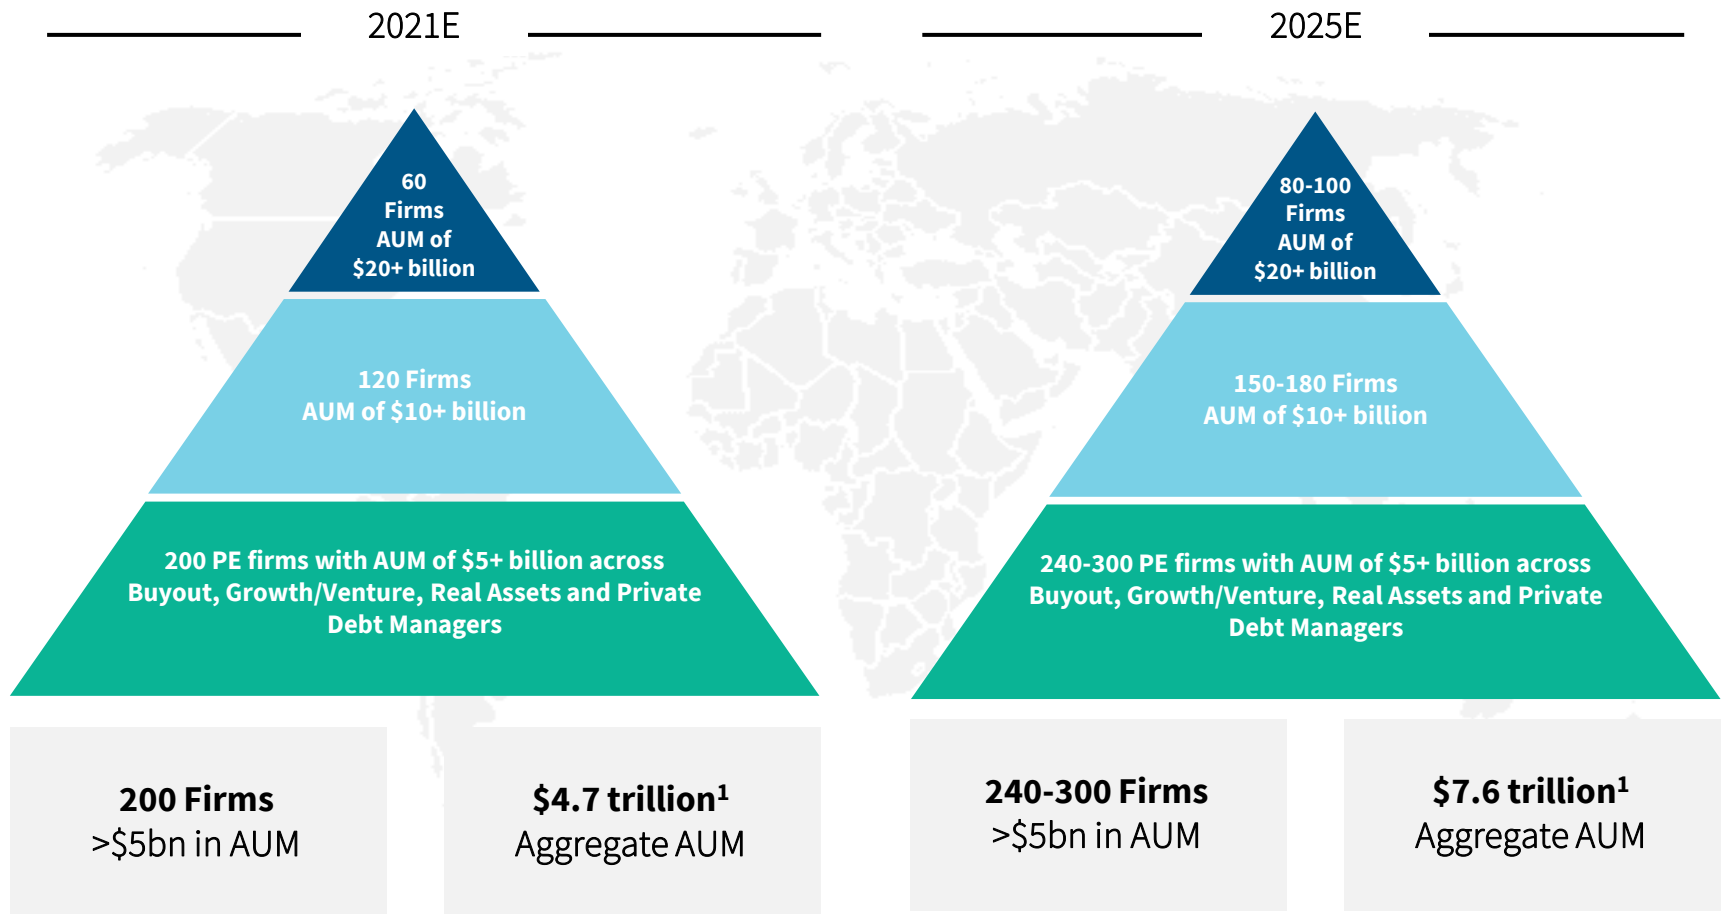 2021E
60
Firms
AUM of
$20+ billion
120 Firms
AUM of $10+ billion
200 PE firms with AUM of $5+ billion across
Buyout, Growth/Venture, Real Assets and Private
Debt Managers
200 Firms
>$5bn in AUM
$4.7 trillion¹
Aggregate AUM
2025E
80-100
Firms
AUM of
$20+ billion
150-180 Firms
AUM of $10+ billion
240-300 PE firms with AUM of $5+ billion across
Buyout, Growth/Venture, Real Assets and Private
Debt Managers
240-300 Firms
>$5bn in AUM
$7.6 trillion¹
Aggregate AUM